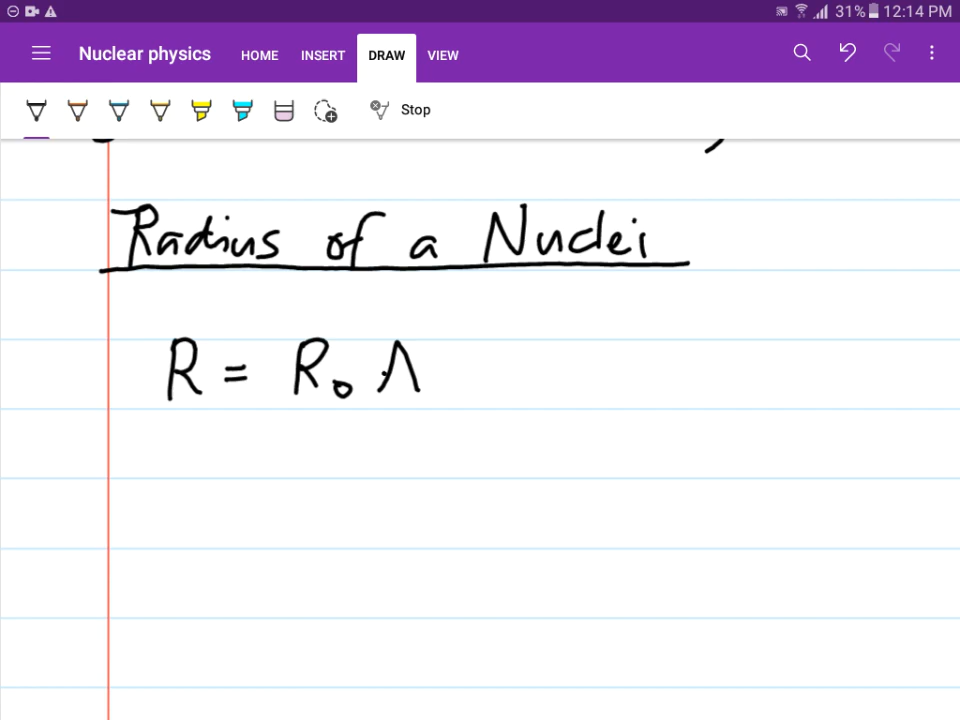 31% 12:14 PM
Nuclear physics HOME INSERT DRAW VIEW
Stop
Radius of a Nuclei
R = R₀ Λ